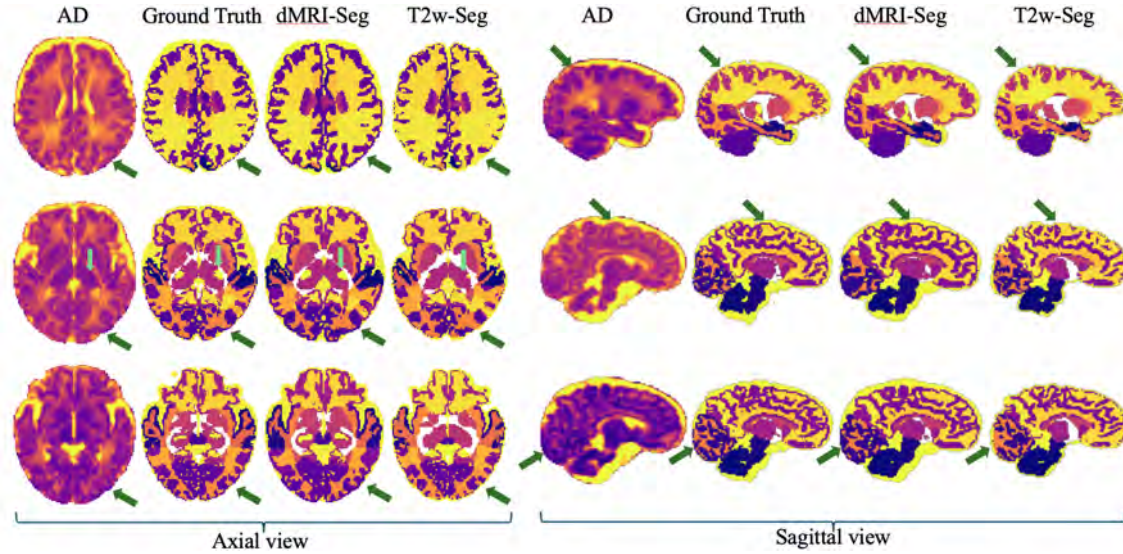 AD Ground Truth dMRI-Seg T2w-Seg AD Ground Truth dMRI-Seg T2w-Seg
Axial view Sagittal view